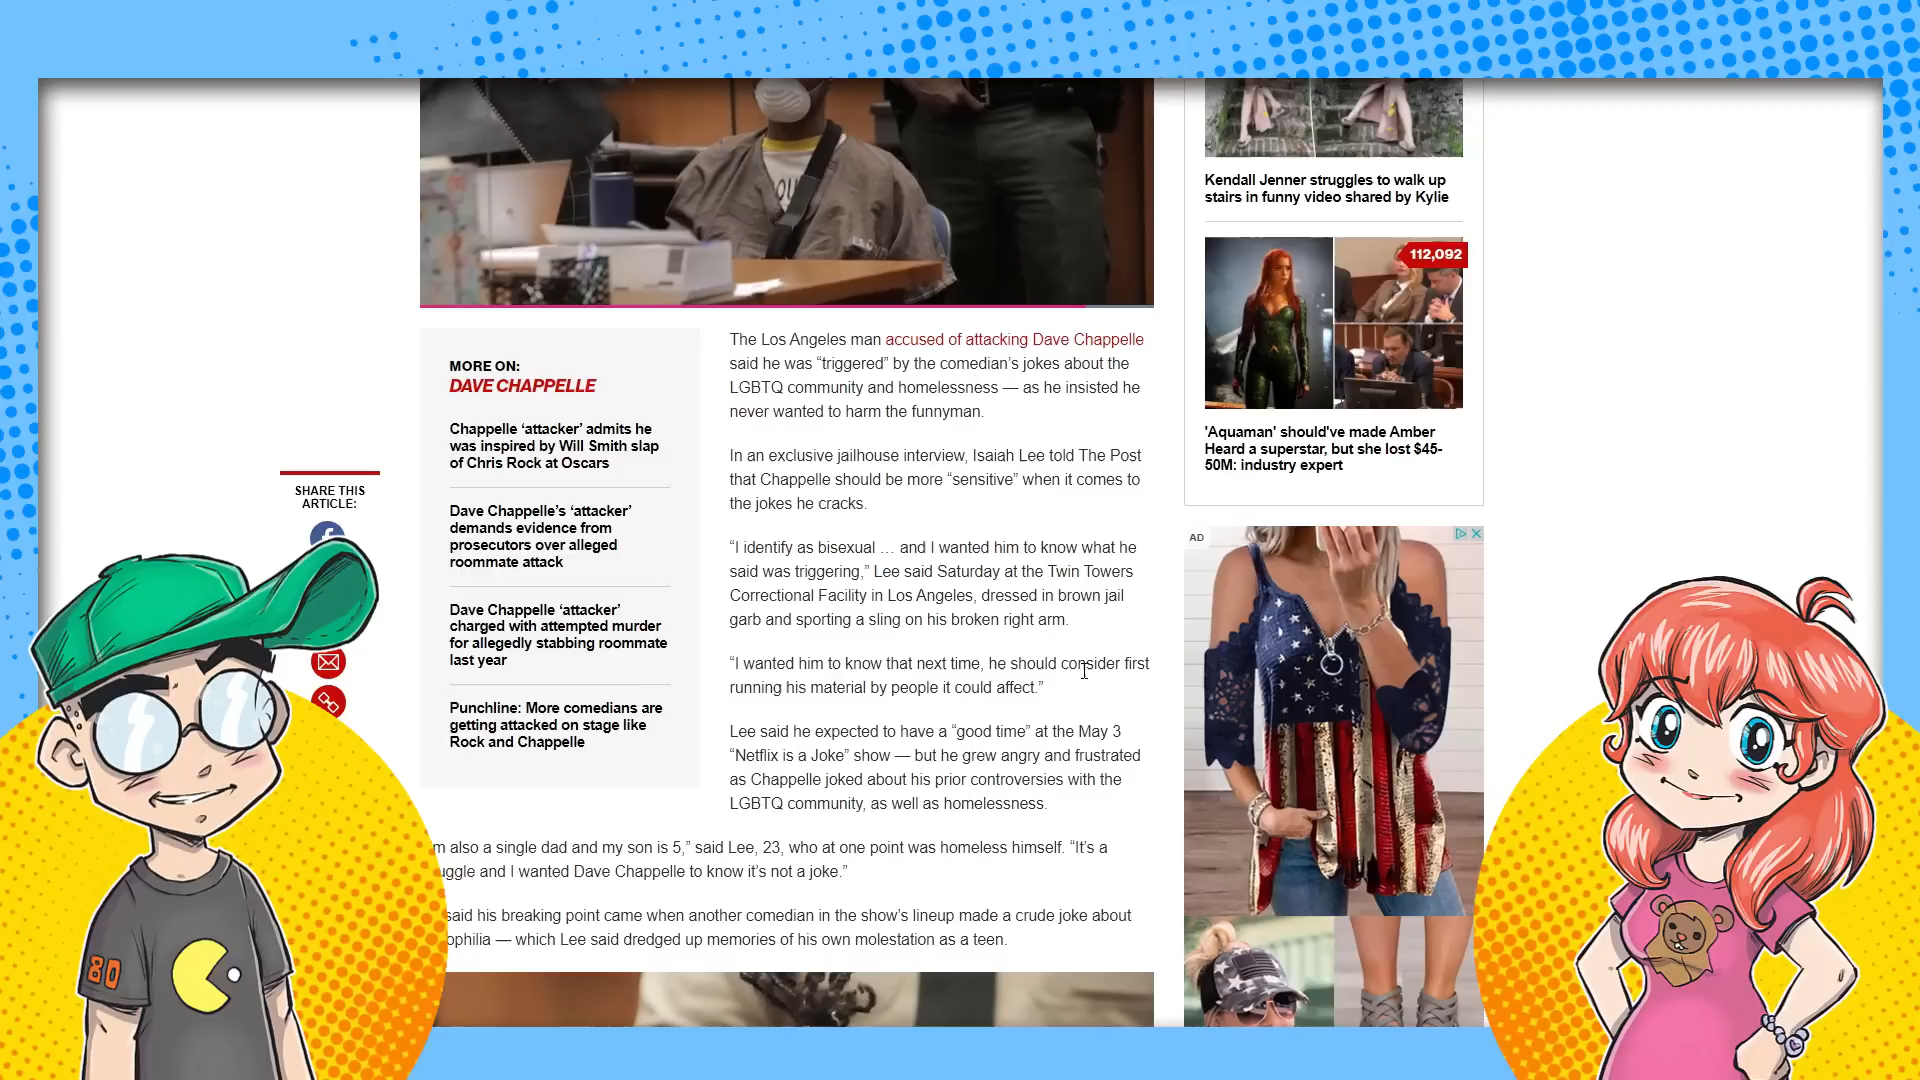 Kendall Jenner struggles to walk up
stairs in funny video shared by Kylie
112,092
'Aquaman' should've made Amber
Heard a superstar, but she lost $45-
50M: industry expert
SHARE THIS
ARTICLE:
MORE ON:
DAVE CHAPPELLE
Chappelle ‘attacker’ admits he
was inspired by Will Smith slap
of Chris Rock at Oscars
Dave Chappelle’s ‘attacker’
demands evidence from
prosecutors over alleged
roommate attack
Dave Chappelle ‘attacker’
charged with attempted murder
for allegedly stabbing roommate
last year
Punchline: More comedians are
getting attacked on stage like
Rock and Chappelle
The Los Angeles man accused of attacking Dave Chappelle
said he was “triggered” by the comedian’s jokes about the
LGBTQ community and homelessness — as he insisted he
never wanted to harm the funnyman.
In an exclusive jailhouse interview, Isaiah Lee told The Post
that Chappelle should be more “sensitive” when it comes to
the jokes he cracks.
“I identify as bisexual … and I wanted him to know what he
said was triggering,” Lee said Saturday at the Twin Towers
Correctional Facility in Los Angeles, dressed in brown jail
garb and sporting a sling on his broken right arm.
“I wanted him to know that next time, he should consider first
running his material by people it could affect.”
Lee said he expected to have a “good time” at the May 3
“Netflix is a Joke” show — but he grew angry and frustrated
as Chappelle joked about his prior controversies with the
LGBTQ community, as well as homelessness.
m also a single dad and my son is 5,” said Lee, 23, who at one point was homeless himself. “It’s a
uggle and I wanted Dave Chappelle to know it’s not a joke.”
said his breaking point came when another comedian in the show’s lineup made a crude joke about
ophilia — which Lee said dredged up memories of his own molestation as a teen.
AD
80